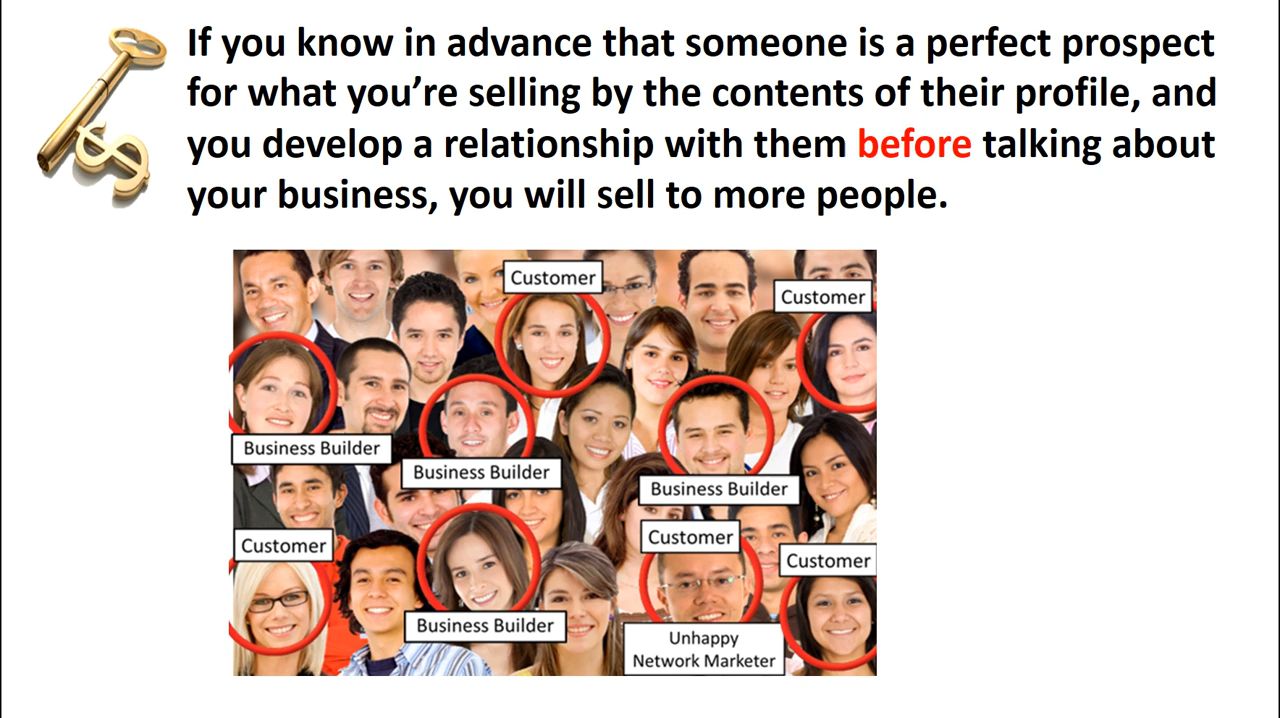 If you know in advance that someone is a perfect prospect
for what you’re selling by the contents of their profile, and
you develop a relationship with them before talking about
your business, you will sell to more people.
Customer
Customer
Business Builder
Business Builder
Business Builder
Customer
Customer
Customer
Business Builder
Unhappy
Network Marketer